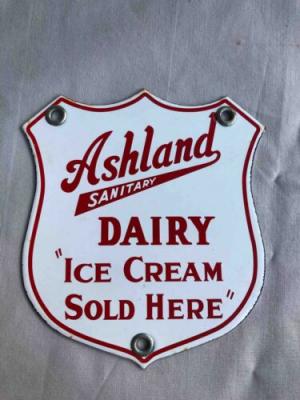 Ashland
SANITARY
DAIRY
"ICE CREAM
SOLD HERE"